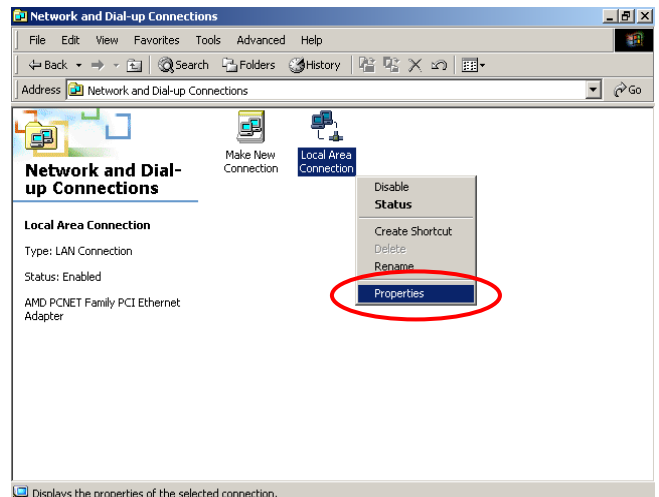 Network and Dial-up Connections
File Edit View Favorites Tools Advanced Help
Back Search Folders History
Address Network and Dial-up Connections Go
Make New Connection
Local Area Connection
Network and Dial-
up Connections
Local Area Connection
Type: LAN Connection
Status: Enabled
AMD PCNET Family PCI Ethernet
Adapter
Disable
Status
Create Shortcut
Delete
Rename
Properties
Displays the properties of the selected connection.